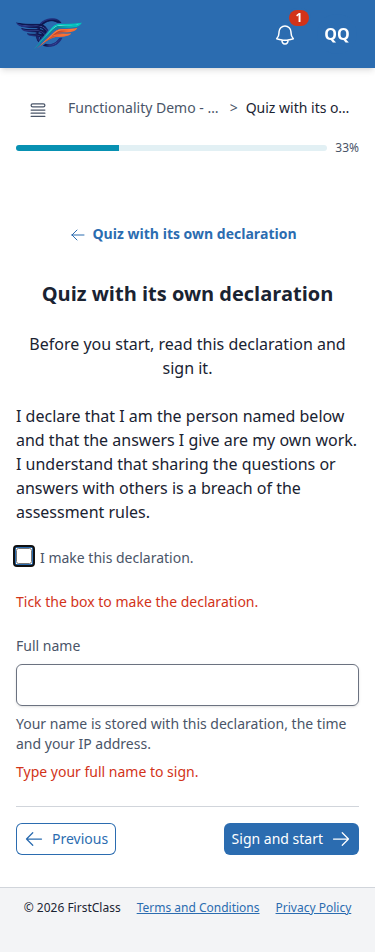 1
QQ
Functionality Demo - ... > Quiz with its o...
33%
← Quiz with its own declaration
Quiz with its own declaration
Before you start, read this declaration and
sign it.
I declare that I am the person named below
and that the answers I give are my own work.
I understand that sharing the questions or
answers with others is a breach of the
assessment rules.
I make this declaration.
Tick the box to make the declaration.
Full name
Your name is stored with this declaration, the time
and your IP address.
Type your full name to sign.
← Previous
Sign and start →
© 2026 FirstClass Terms and Conditions Privacy Policy